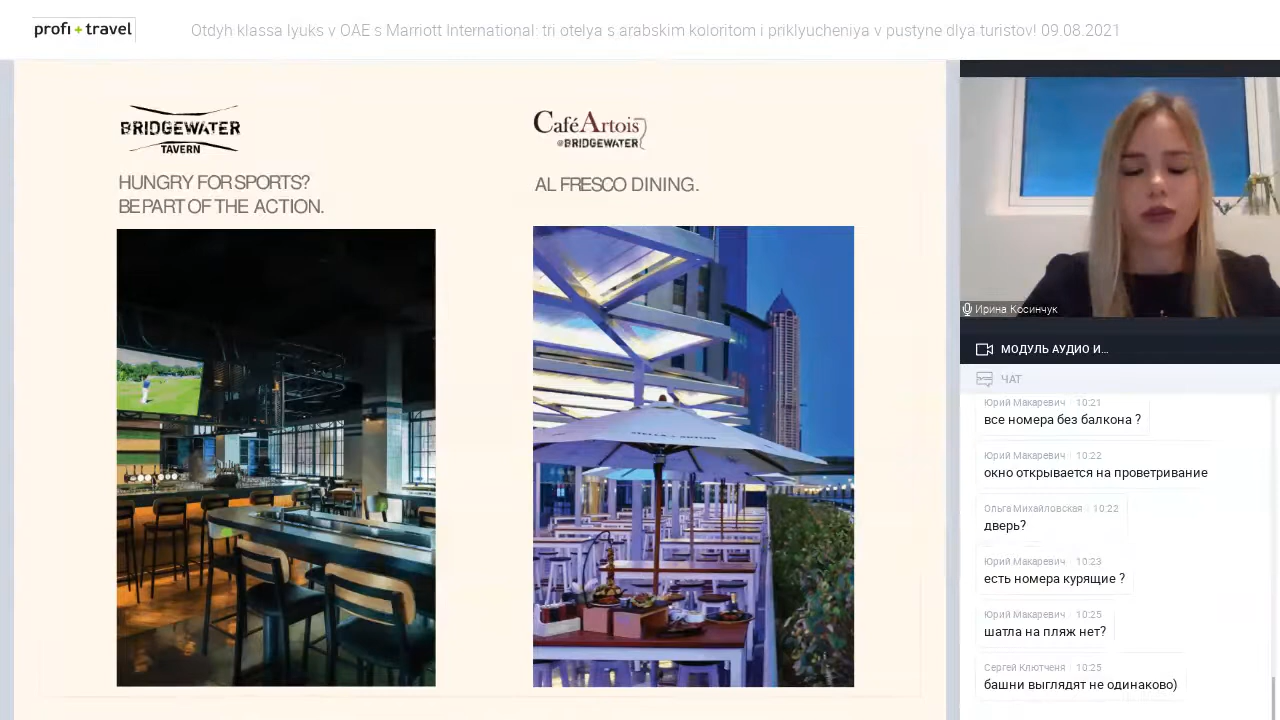 profi + travel
Otdyh klassa lyuks v OAE s Marriott International: tri otelya s arabskim koloritom i priklyucheniya v pustyne dlya turistov! 09.08.2021
BRIDGEWATER
TAVERN
HUNGRY FOR SPORTS?
BE PART OF THE ACTION.
Café Artois
@BRIDGEWATER
AL FRESCO DINING.
STELLA ARTOIS
Ирина Косинчук
МОДУЛЬ АУДИО И...
ЧАТ
Юрий Макаревич 10:21
все номера без балкона ?
Юрий Макаревич 10:22
окно открывается на проветривание
Ольга Михайловская 10:22
дверь?
Юрий Макаревич 10:23
есть номера курящие ?
Юрий Макаревич 10:25
шатла на пляж нет?
Сергей Клютченя 10:25
башни выглядят не одинаково)